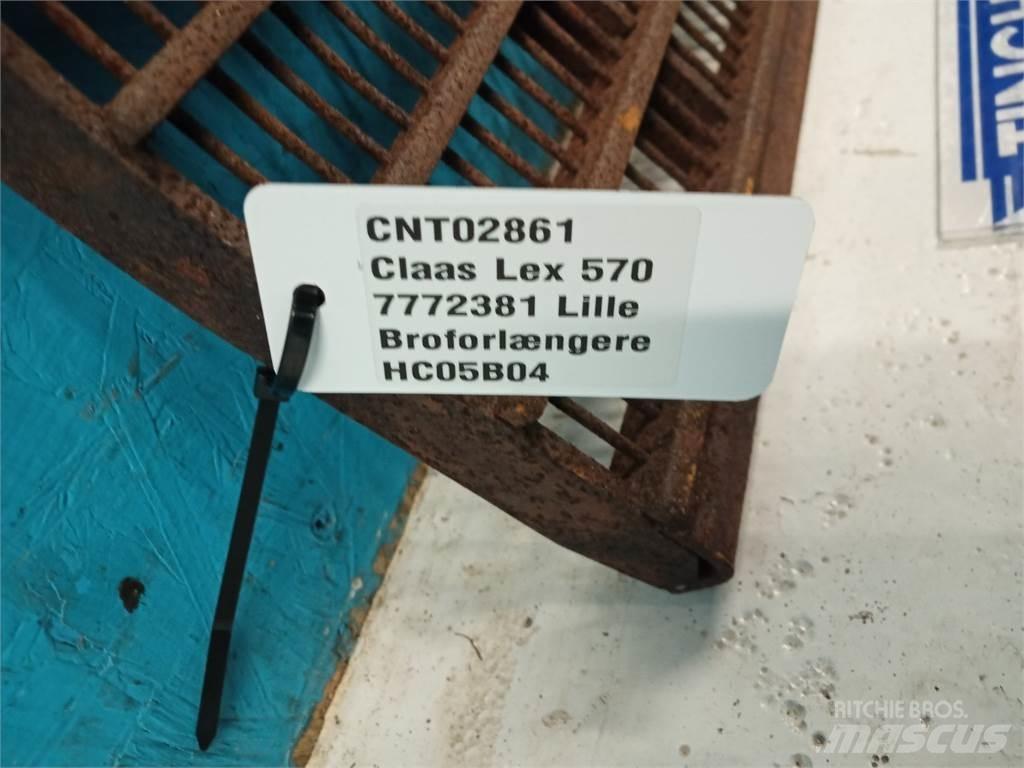 CNT02861
Claas Lex 570
7772381 Lille
Broforlængere
HC05B04
RITCHIE BROS.
MASCUS